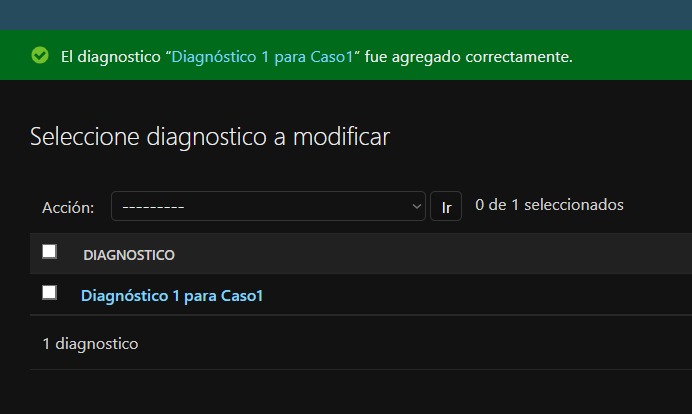 El diagnostico “Diagnóstico 1 para Caso1” fue agregado correctamente.
Seleccione diagnostico a modificar
Acción: --------- Ir 0 de 1 seleccionados
DIAGNOSTICO
Diagnóstico 1 para Caso1
1 diagnostico